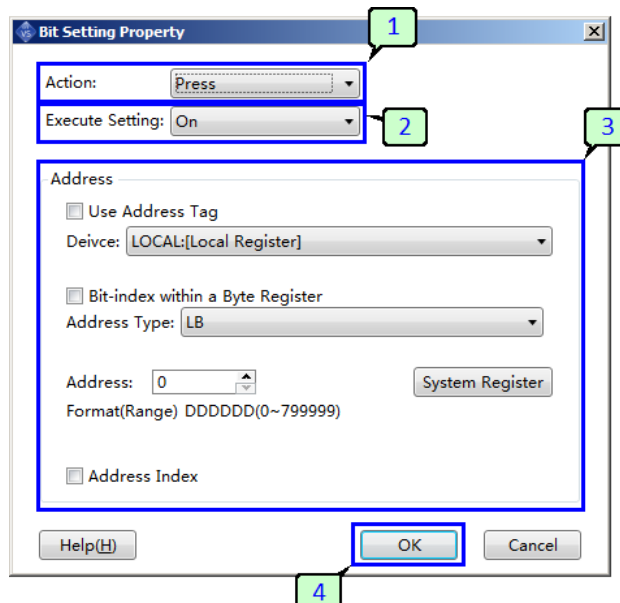 VS Bit Setting Property
1
Action: Press
Execute Setting: On
2
3
Address
Use Address Tag
Deivce: LOCAL:[Local Register]
Bit-index within a Byte Register
Address Type: LB
Address: 0 System Register
Format(Range) DDDDDD(0~799999)
Address Index
Help(H) OK Cancel
4